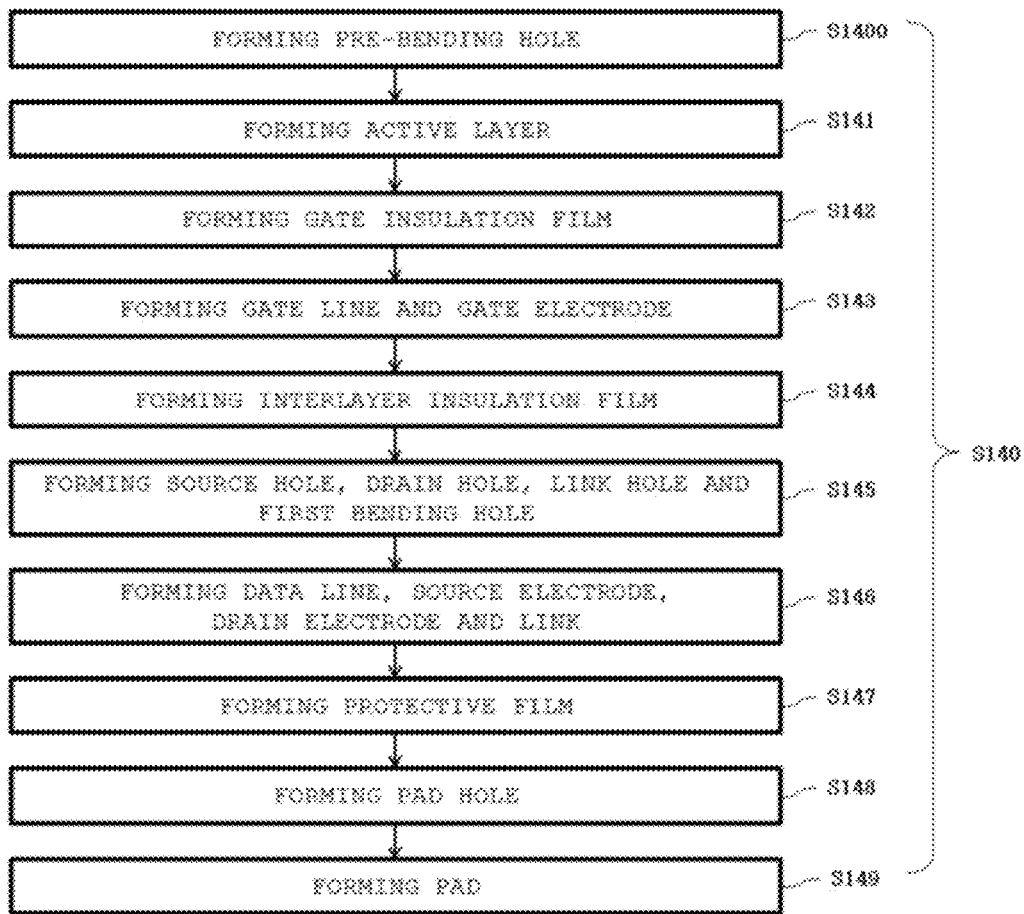 FORMING PRE-BENDING HOLE
S1400
FORMING ACTIVE LAYER
S141
FORMING GATE INSULATION FILM
S142
FORMING GATE LINE AND GATE ELECTRODE
S143
FORMING INTERLAYER INSULATION FILM
S144
S140
FORMING SOURCE HOLE, DRAIN HOLE, LINK HOLE AND
FIRST BENDING HOLE
S145
FORMING DATA LINE, SOURCE ELECTRODE,
DRAIN ELECTRODE AND LINK
S146
FORMING PROTECTIVE FILM
S147
FORMING PAD HOLE
S148
FORMING PAD
S149